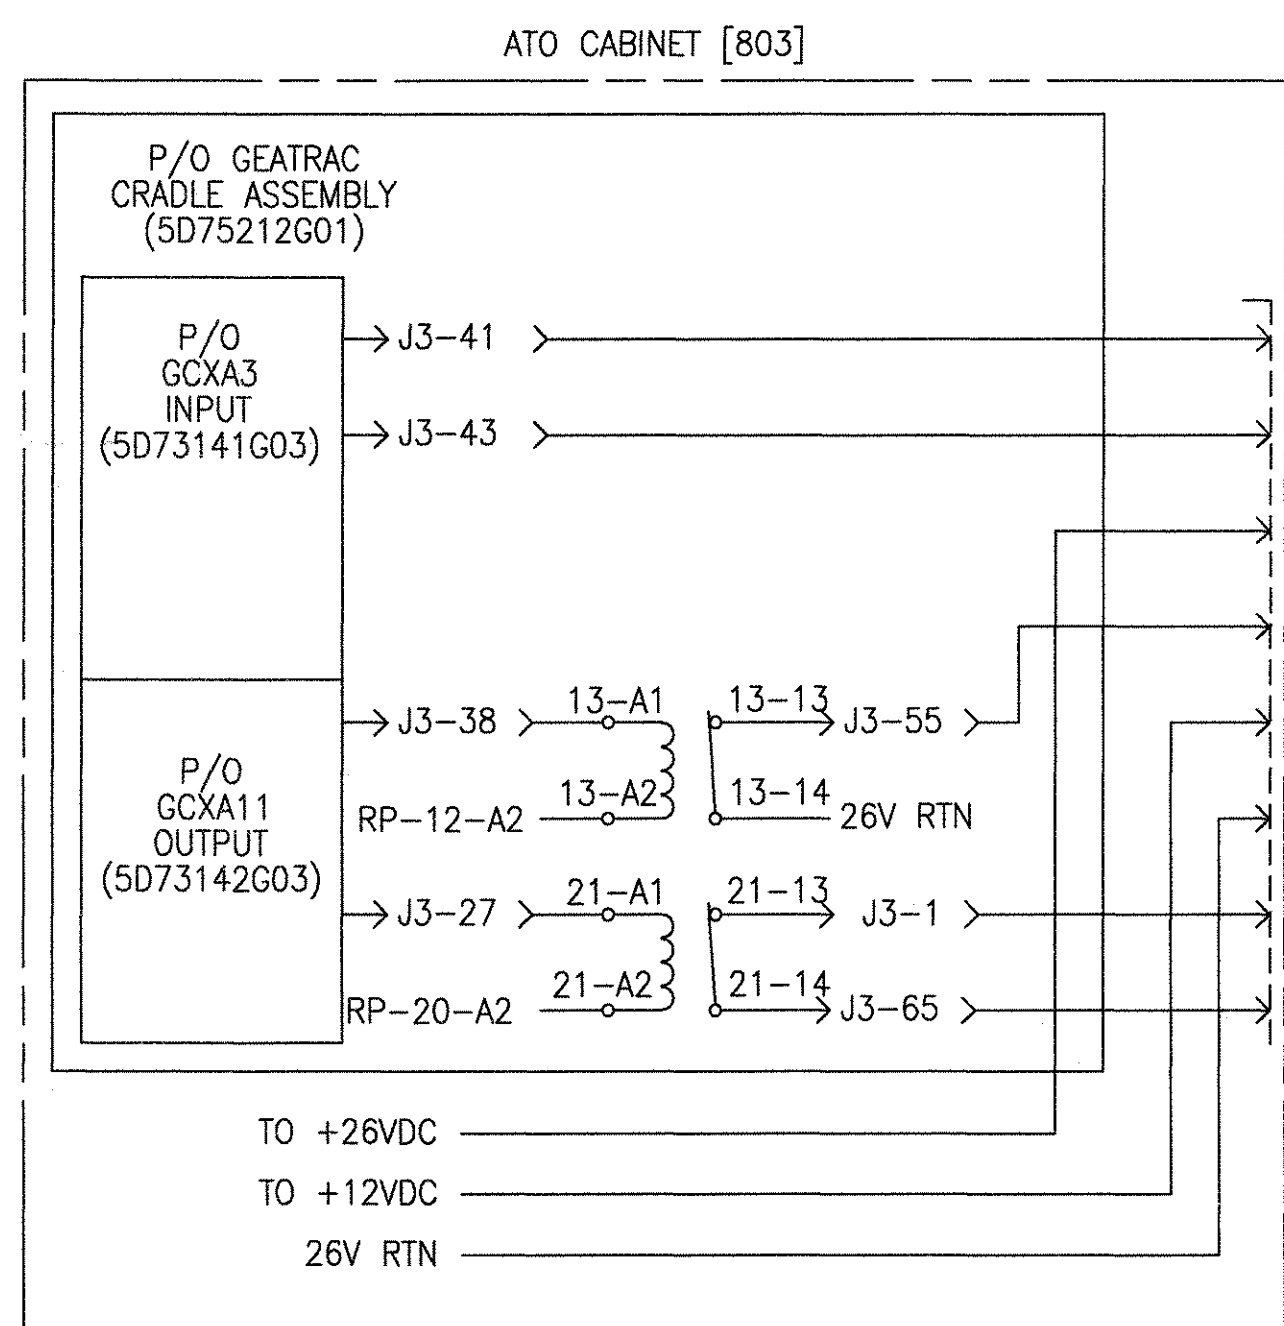 ATO CABINET [803]
P/O GEATRAC
CRADLE ASSEMBLY
(5D75212G01)
P/O
GCXA3
INPUT
(5D73141G03)
J3-41
J3-43
P/O
GCXA11
OUTPUT
(5D73142G03)
J3-38
13-A1
13-13
J3-55
RP-12-A2
13-A2
13-14
26V RTN
J3-27
21-A1
21-13
J3-1
RP-20-A2
21-A2
21-14
J3-65
TO +26VDC
TO +12VDC
26V RTN